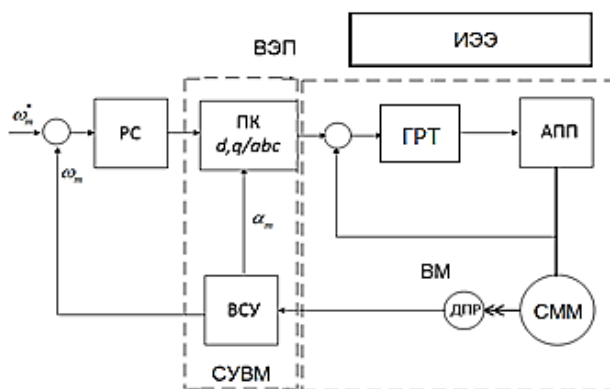 ИЭЭ
ВЭП
ω*m
РС
ПК
d,q/abc
ГРТ
АПП
ωm
αm
ВМ
ВСУ
ДПР
СММ
СУВМ